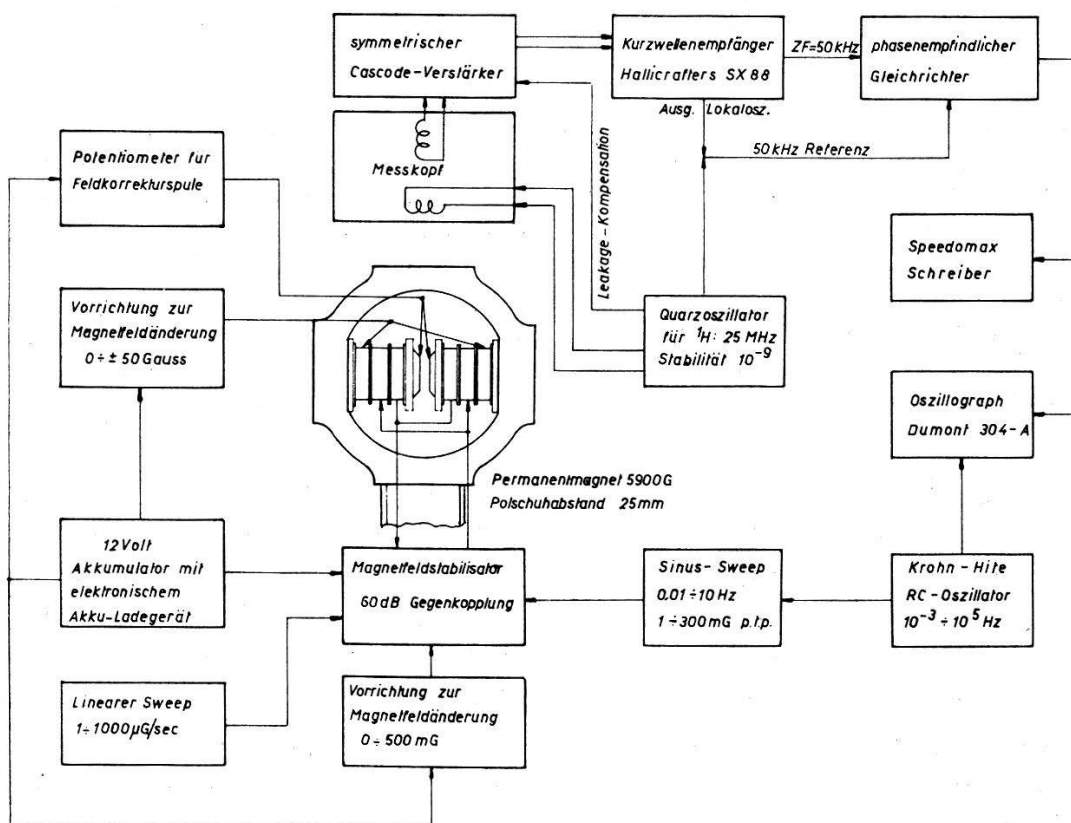 symmetrischer
Cascode-Verstärker
Kurzwellenempfänger
Hallicrafters SX 88
ZF=50kHz
phasenempfindlicher
Gleichrichter
Ausg. Lokalosz.
50 kHz Referenz
Messkopf
Leakage-Kompensation
Potentiometer für
Feldkorrekturspule
Speedomax
Schreiber
Vorrichtung zur
Magnetfeldänderung
0 ÷ ± 50 Gauss
Quarzoszillator
für ¹H: 25 MHz
Stabilität 10⁻⁹
Oszillograph
Dumont 304-A
Permanentmagnet 5900 G
Polschuhabstand 25mm
12 Volt
Akkumulator mit
elektronischem
Akku-Ladegerät
Magnetfeldstabilisator
60 dB Gegenkopplung
Sinus-Sweep
0,01 ÷ 10 Hz
1 ÷ 300 mG p.t.p.
Krohn-Hite
RC-Oszillator
10⁻³ ÷ 10⁵ Hz
Linearer Sweep
1 ÷ 1000 µG/sec
Vorrichtung zur
Magnetfeldänderung
0 ÷ 500 mG